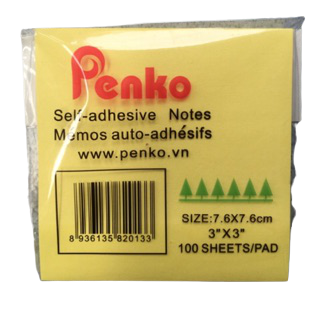 Penko
Self-adhesive Notes
Mémos auto-adhésifs
www.penko.vn
SIZE:7.6X7.6cm
3"X3"
100 SHEETS/PAD
8 936135 820133